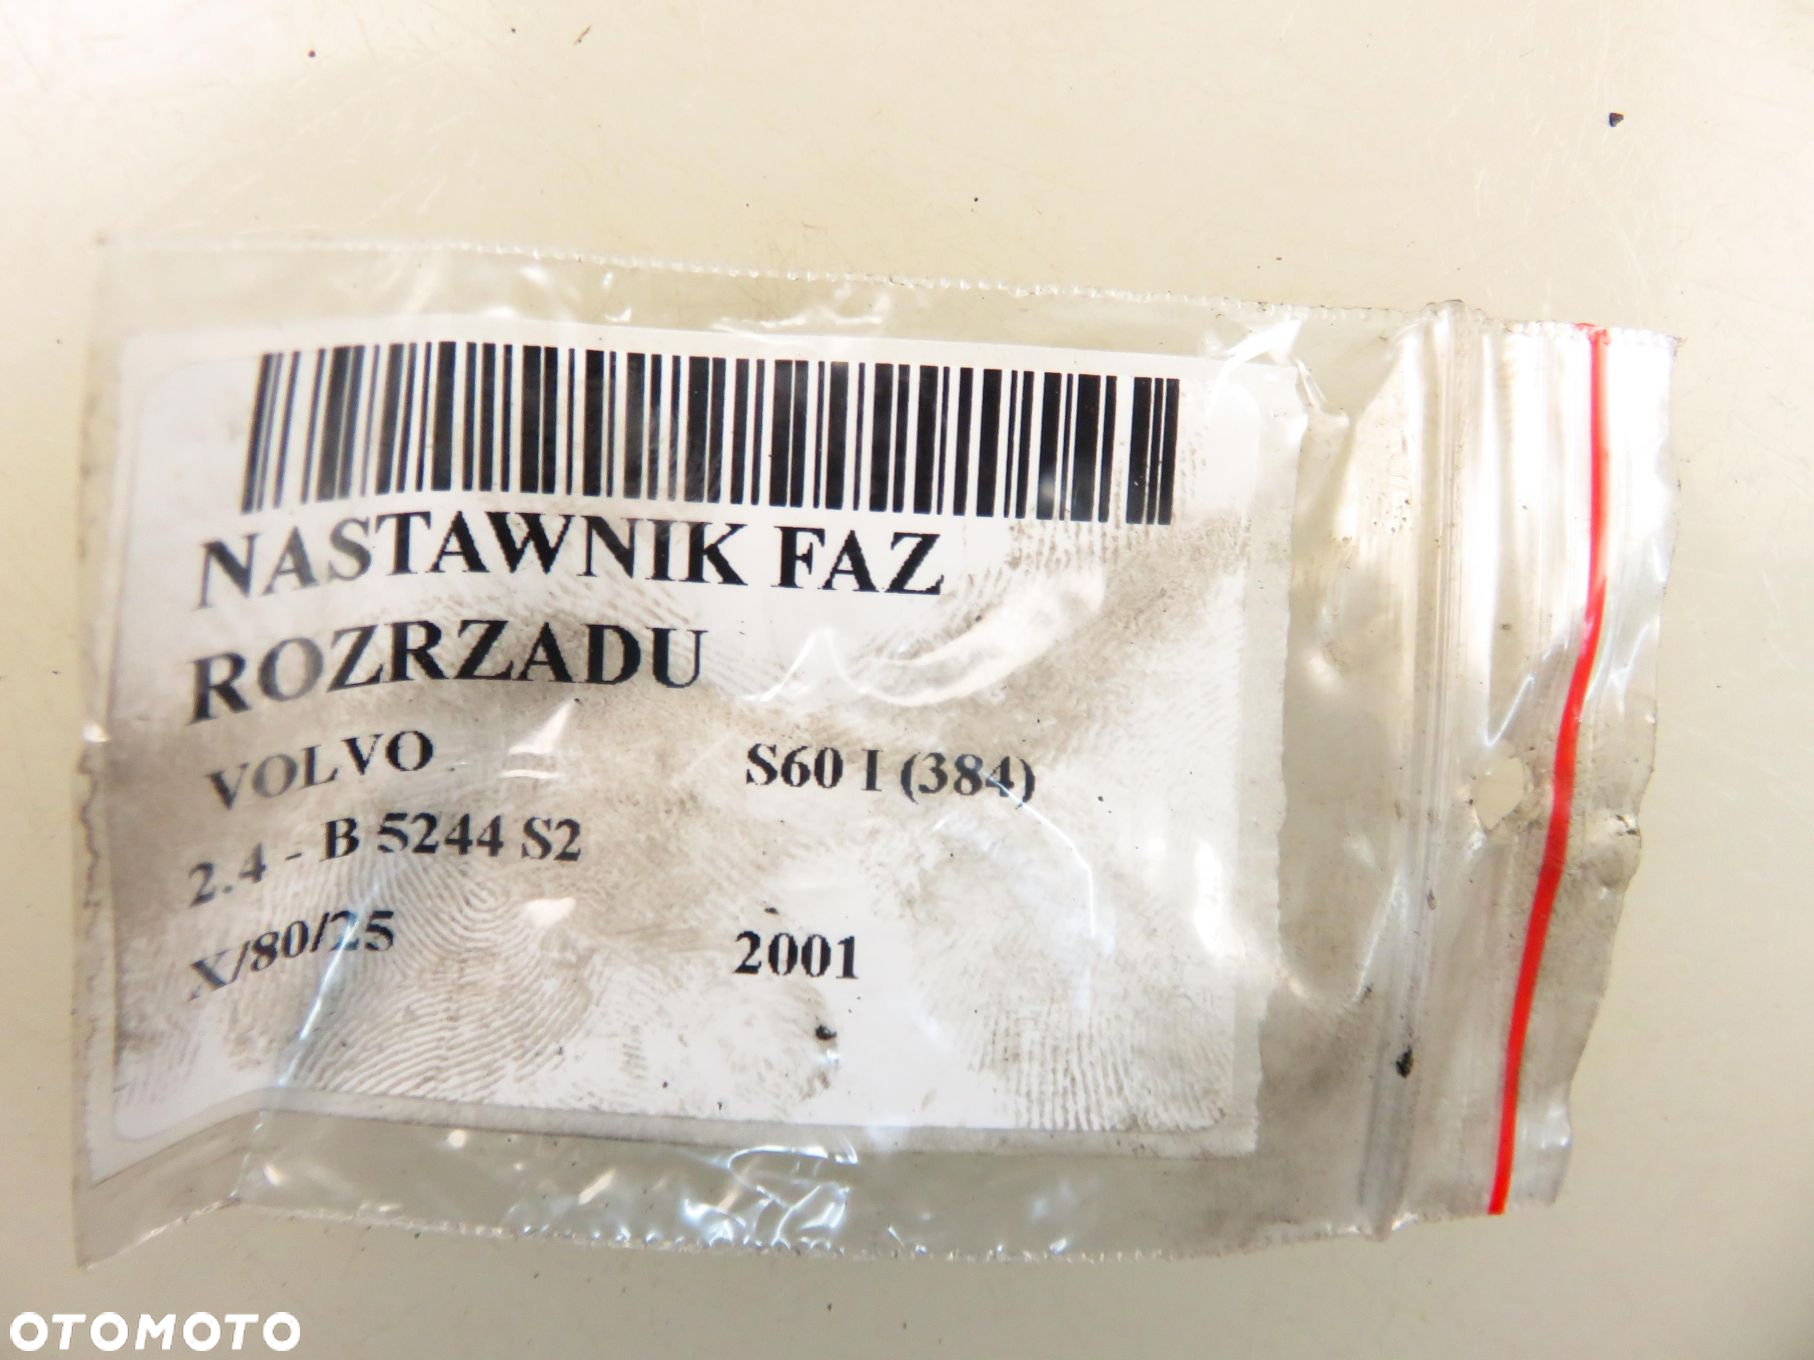 NASTAWNIK FAZ
ROZRZADU
VOLVO S60 I (384)
2.4 - B 5244 S2
X/80/25 2001
OTOMOTO